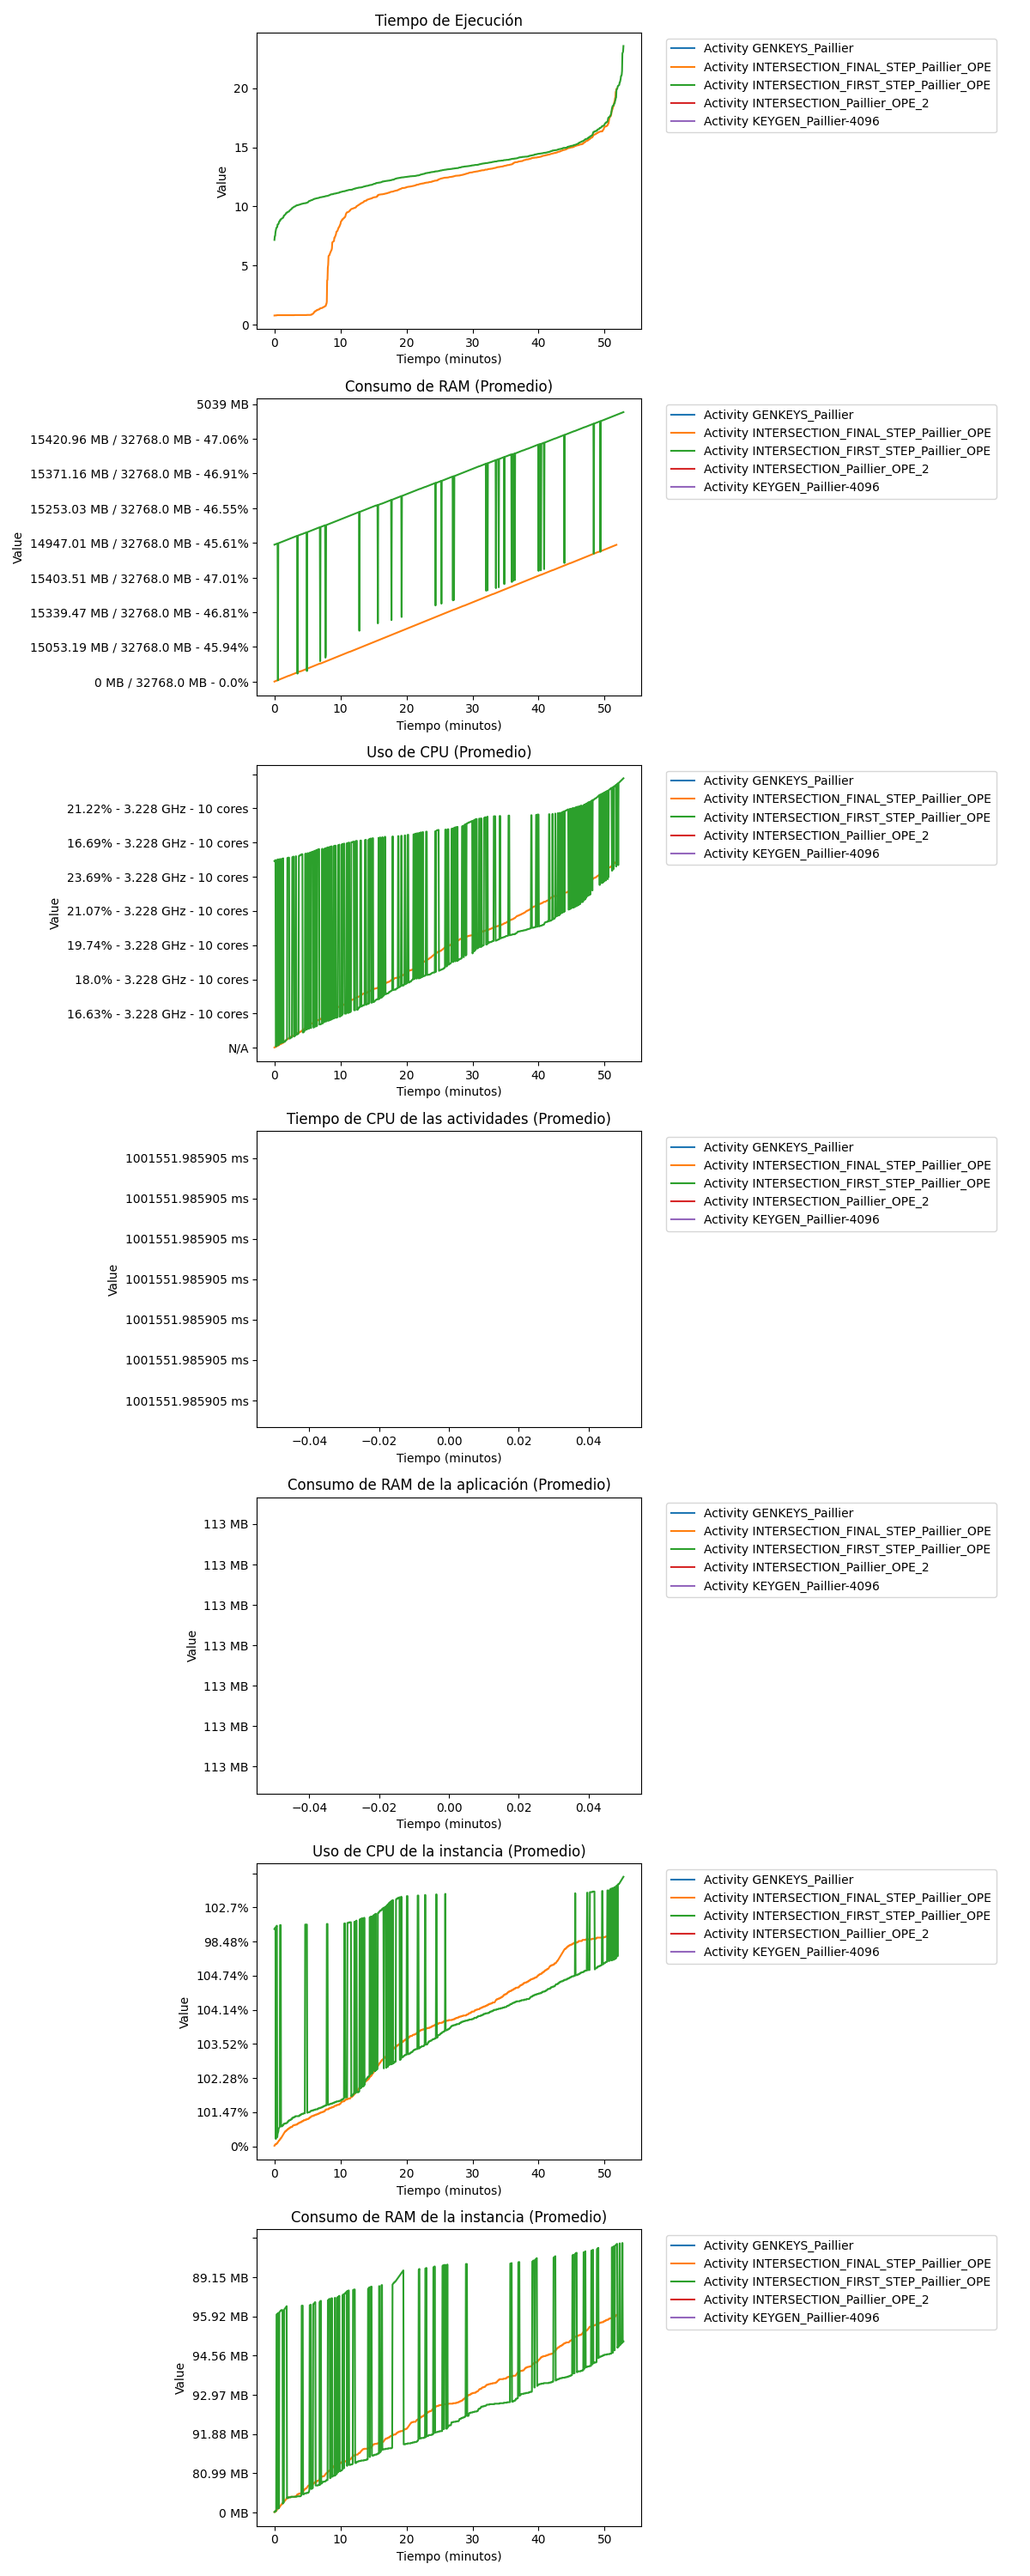 Tiempo de Ejecución
Value
20
15
10
5
0
0 10 20 30 40 50
Tiempo (minutos)
Activity GENKEYS_Paillier
Activity INTERSECTION_FINAL_STEP_Paillier_OPE
Activity INTERSECTION_FIRST_STEP_Paillier_OPE
Activity INTERSECTION_Paillier_OPE_2
Activity KEYGEN_Paillier-4096
Consumo de RAM (Promedio)
Value
5039 MB
15420.96 MB / 32768.0 MB - 47.06%
15371.16 MB / 32768.0 MB - 46.91%
15253.03 MB / 32768.0 MB - 46.55%
14947.01 MB / 32768.0 MB - 45.61%
15403.51 MB / 32768.0 MB - 47.01%
15339.47 MB / 32768.0 MB - 46.81%
15053.19 MB / 32768.0 MB - 45.94%
0 MB / 32768.0 MB - 0.0%
0 10 20 30 40 50
Tiempo (minutos)
Activity GENKEYS_Paillier
Activity INTERSECTION_FINAL_STEP_Paillier_OPE
Activity INTERSECTION_FIRST_STEP_Paillier_OPE
Activity INTERSECTION_Paillier_OPE_2
Activity KEYGEN_Paillier-4096
Uso de CPU (Promedio)
Value
21.22% - 3.228 GHz - 10 cores
16.69% - 3.228 GHz - 10 cores
23.69% - 3.228 GHz - 10 cores
21.07% - 3.228 GHz - 10 cores
19.74% - 3.228 GHz - 10 cores
18.0% - 3.228 GHz - 10 cores
16.63% - 3.228 GHz - 10 cores
N/A
0 10 20 30 40 50
Tiempo (minutos)
Activity GENKEYS_Paillier
Activity INTERSECTION_FINAL_STEP_Paillier_OPE
Activity INTERSECTION_FIRST_STEP_Paillier_OPE
Activity INTERSECTION_Paillier_OPE_2
Activity KEYGEN_Paillier-4096
Tiempo de CPU de las actividades (Promedio)
Value
1001551.985905 ms
1001551.985905 ms
1001551.985905 ms
1001551.985905 ms
1001551.985905 ms
1001551.985905 ms
1001551.985905 ms
−0.04 −0.02 0.00 0.02 0.04
Tiempo (minutos)
Activity GENKEYS_Paillier
Activity INTERSECTION_FINAL_STEP_Paillier_OPE
Activity INTERSECTION_FIRST_STEP_Paillier_OPE
Activity INTERSECTION_Paillier_OPE_2
Activity KEYGEN_Paillier-4096
Consumo de RAM de la aplicación (Promedio)
Value
113 MB
113 MB
113 MB
113 MB
113 MB
113 MB
113 MB
−0.04 −0.02 0.00 0.02 0.04
Tiempo (minutos)
Activity GENKEYS_Paillier
Activity INTERSECTION_FINAL_STEP_Paillier_OPE
Activity INTERSECTION_FIRST_STEP_Paillier_OPE
Activity INTERSECTION_Paillier_OPE_2
Activity KEYGEN_Paillier-4096
Uso de CPU de la instancia (Promedio)
Value
102.7%
98.48%
104.74%
104.14%
103.52%
102.28%
101.47%
0%
0 10 20 30 40 50
Tiempo (minutos)
Activity GENKEYS_Paillier
Activity INTERSECTION_FINAL_STEP_Paillier_OPE
Activity INTERSECTION_FIRST_STEP_Paillier_OPE
Activity INTERSECTION_Paillier_OPE_2
Activity KEYGEN_Paillier-4096
Consumo de RAM de la instancia (Promedio)
Value
89.15 MB
95.92 MB
94.56 MB
92.97 MB
91.88 MB
80.99 MB
0 MB
0 10 20 30 40 50
Tiempo (minutos)
Activity GENKEYS_Paillier
Activity INTERSECTION_FINAL_STEP_Paillier_OPE
Activity INTERSECTION_FIRST_STEP_Paillier_OPE
Activity INTERSECTION_Paillier_OPE_2
Activity KEYGEN_Paillier-4096